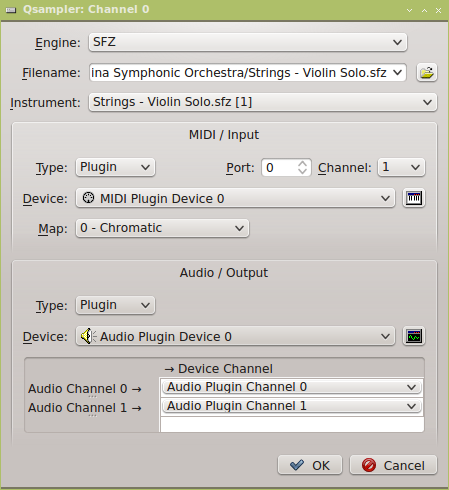 Qsampler: Channel 0
Engine: SFZ
Filename: ina Symphonic Orchestra/Strings - Violin Solo.sfz
Instrument: Strings - Violin Solo.sfz [1]
MIDI / Input
Type: Plugin Port: 0 Channel: 1
Device: MIDI Plugin Device 0
Map: 0 - Chromatic
Audio / Output
Type: Plugin
Device: Audio Plugin Device 0
→ Device Channel
Audio Channel 0 → Audio Plugin Channel 0
Audio Channel 1 → Audio Plugin Channel 1
OK Cancel